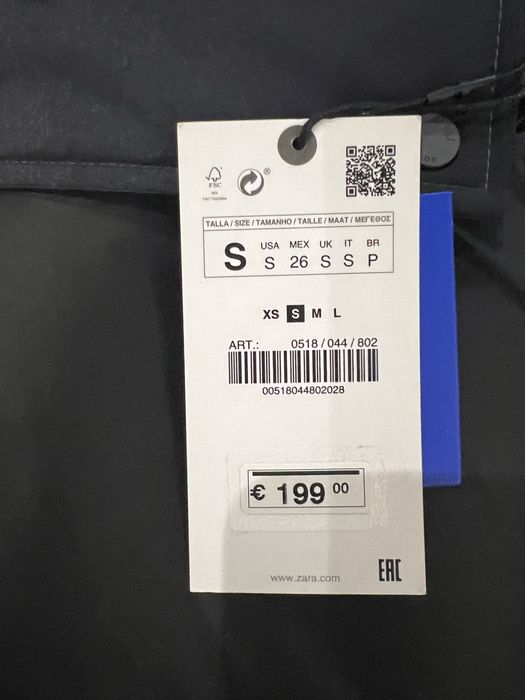 FSC
®
TALLA / SIZE / TAMANHO / TAILLE / MAAT / ΜΕΓΕΘΟΣ
S
USA MEX UK IT BR
S 26 S S P
XS S M L
ART.: 0518 / 044 / 802
00518044802028
€ 199 00
www.zara.com
EAC